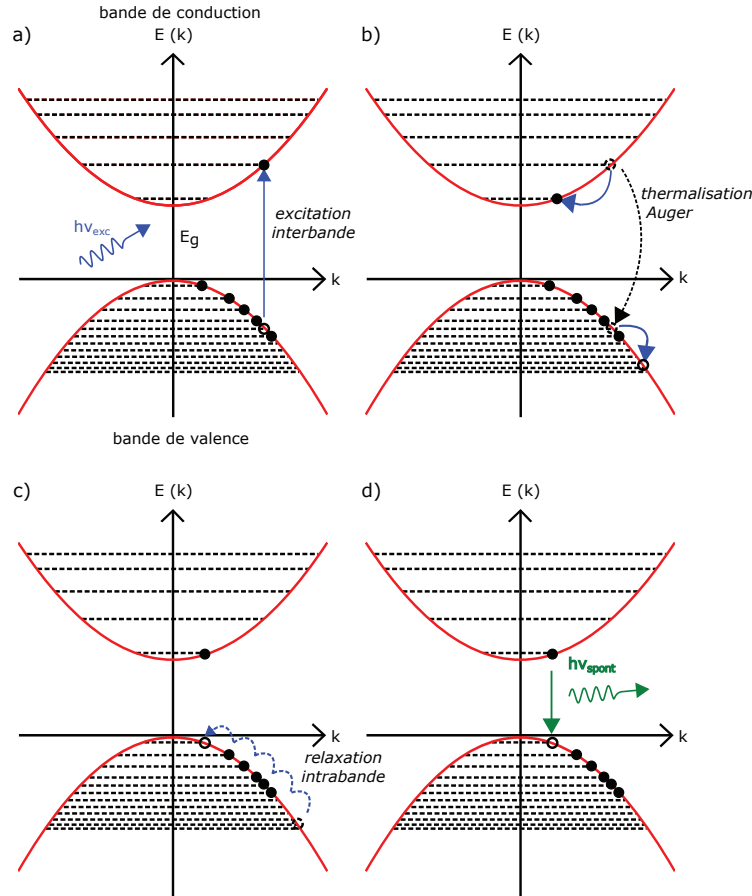 bande de conduction
a)
E (k)
hν_exc
E_g
excitation
interbande
k
bande de valence
b)
E (k)
thermalisation
Auger
k
c)
E (k)
k
relaxation
intrabande
d)
E (k)
hν_spont
k